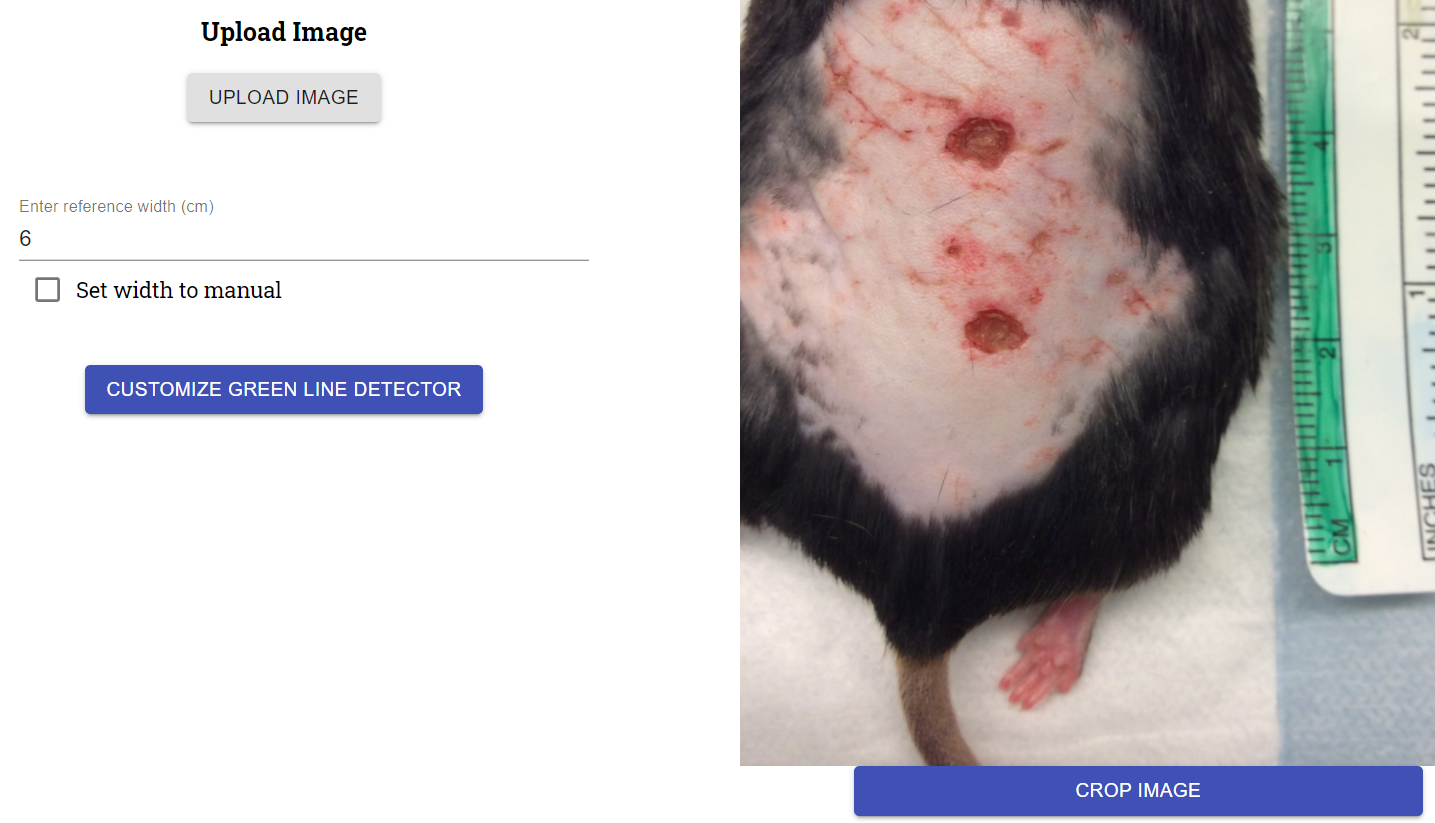 Upload Image
UPLOAD IMAGE
Enter reference width (cm)
6
Set width to manual
CUSTOMIZE GREEN LINE DETECTOR
2
4
3
1
2
1
CM
INCHES
CROP IMAGE